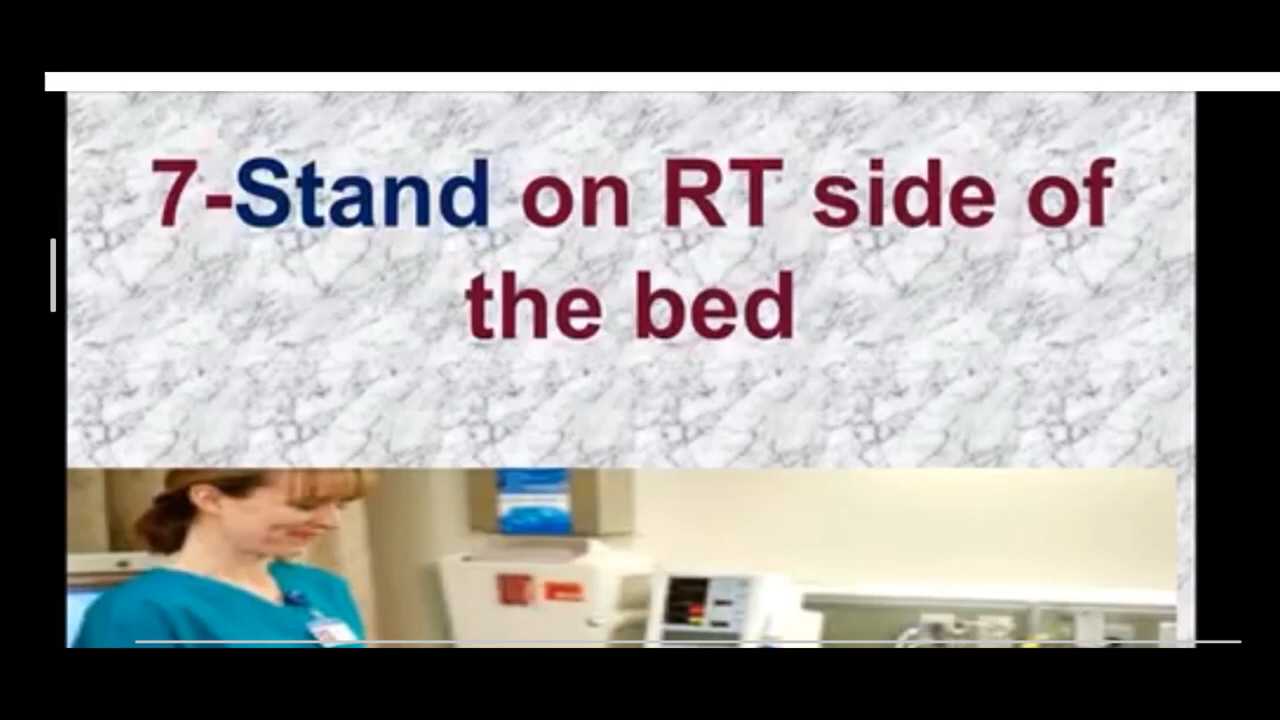 7-Stand on RT side of
the bed